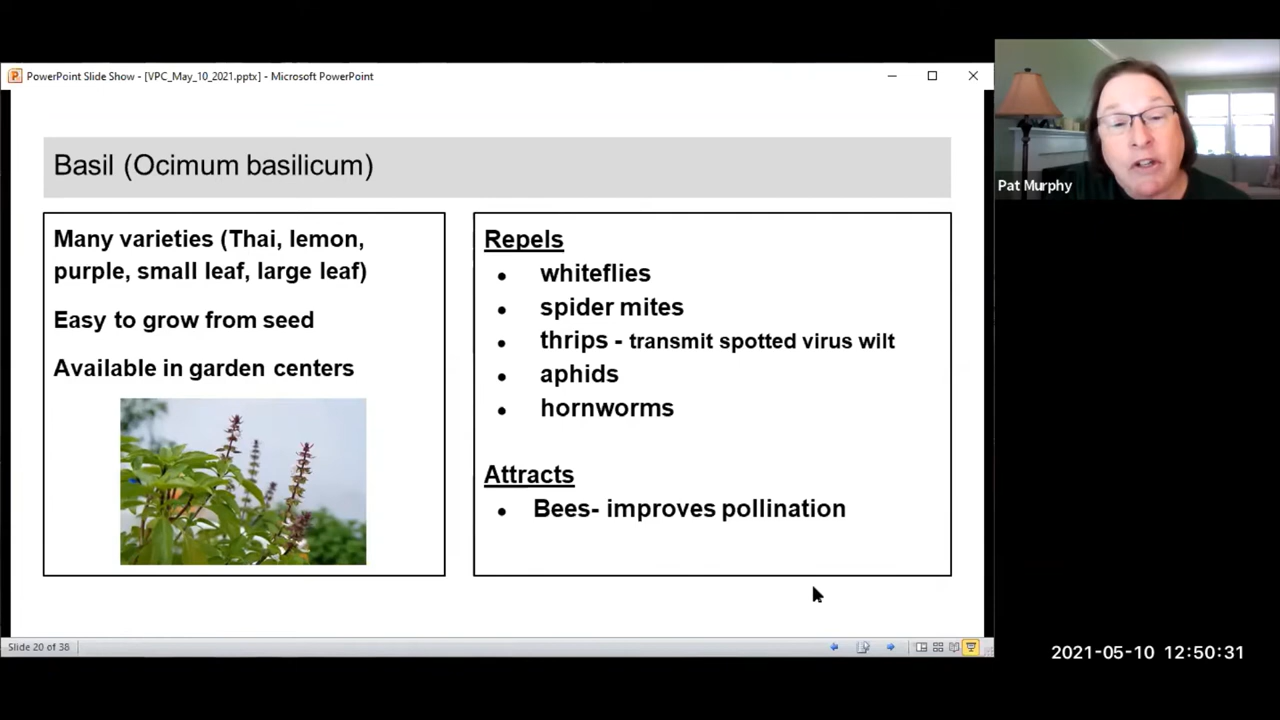 PowerPoint Slide Show - [VPC_May_10_2021.pptx] - Microsoft PowerPoint
Basil (Ocimum basilicum)
Many varieties (Thai, lemon,
purple, small leaf, large leaf)
Easy to grow from seed
Available in garden centers
Repels
• whiteflies
• spider mites
• thrips - transmit spotted virus wilt
• aphids
• hornworms
Attracts
• Bees- improves pollination
Pat Murphy
Slide 20 of 38
2021-05-10 12:50:31